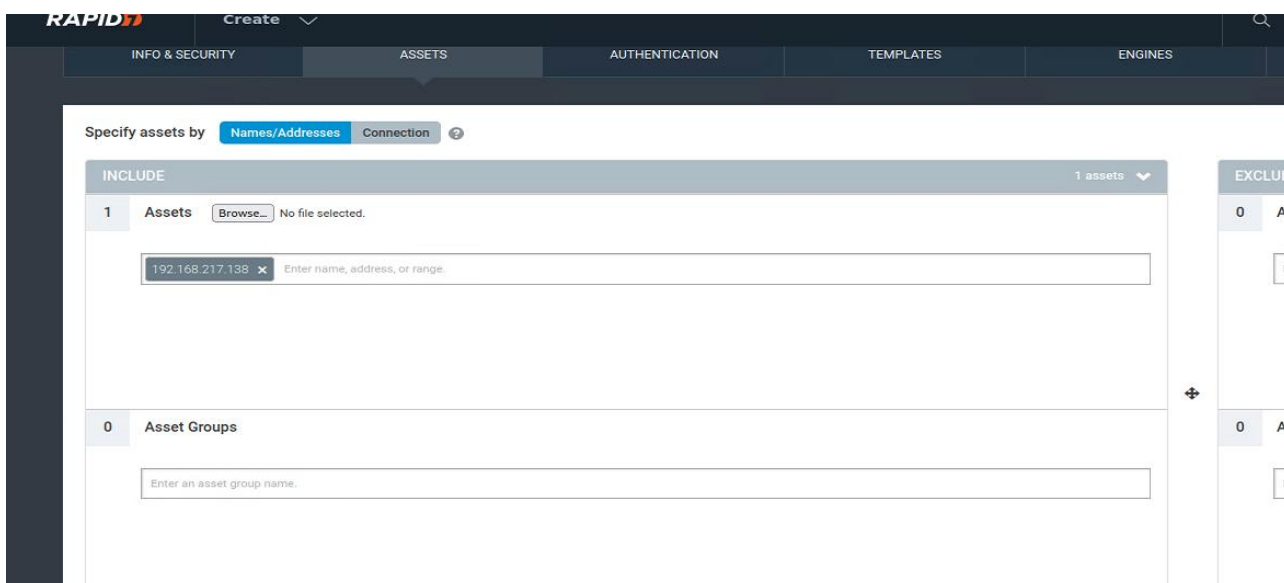 RAPID7 Create
INFO & SECURITY ASSETS AUTHENTICATION TEMPLATES ENGINES
Specify assets by Names/Addresses Connection ?
INCLUDE 1 assets
1 Assets Browse... No file selected.
192.168.217.138 × Enter name, address, or range.
0 Asset Groups
Enter an asset group name.
EXCLU
0 A
0 A